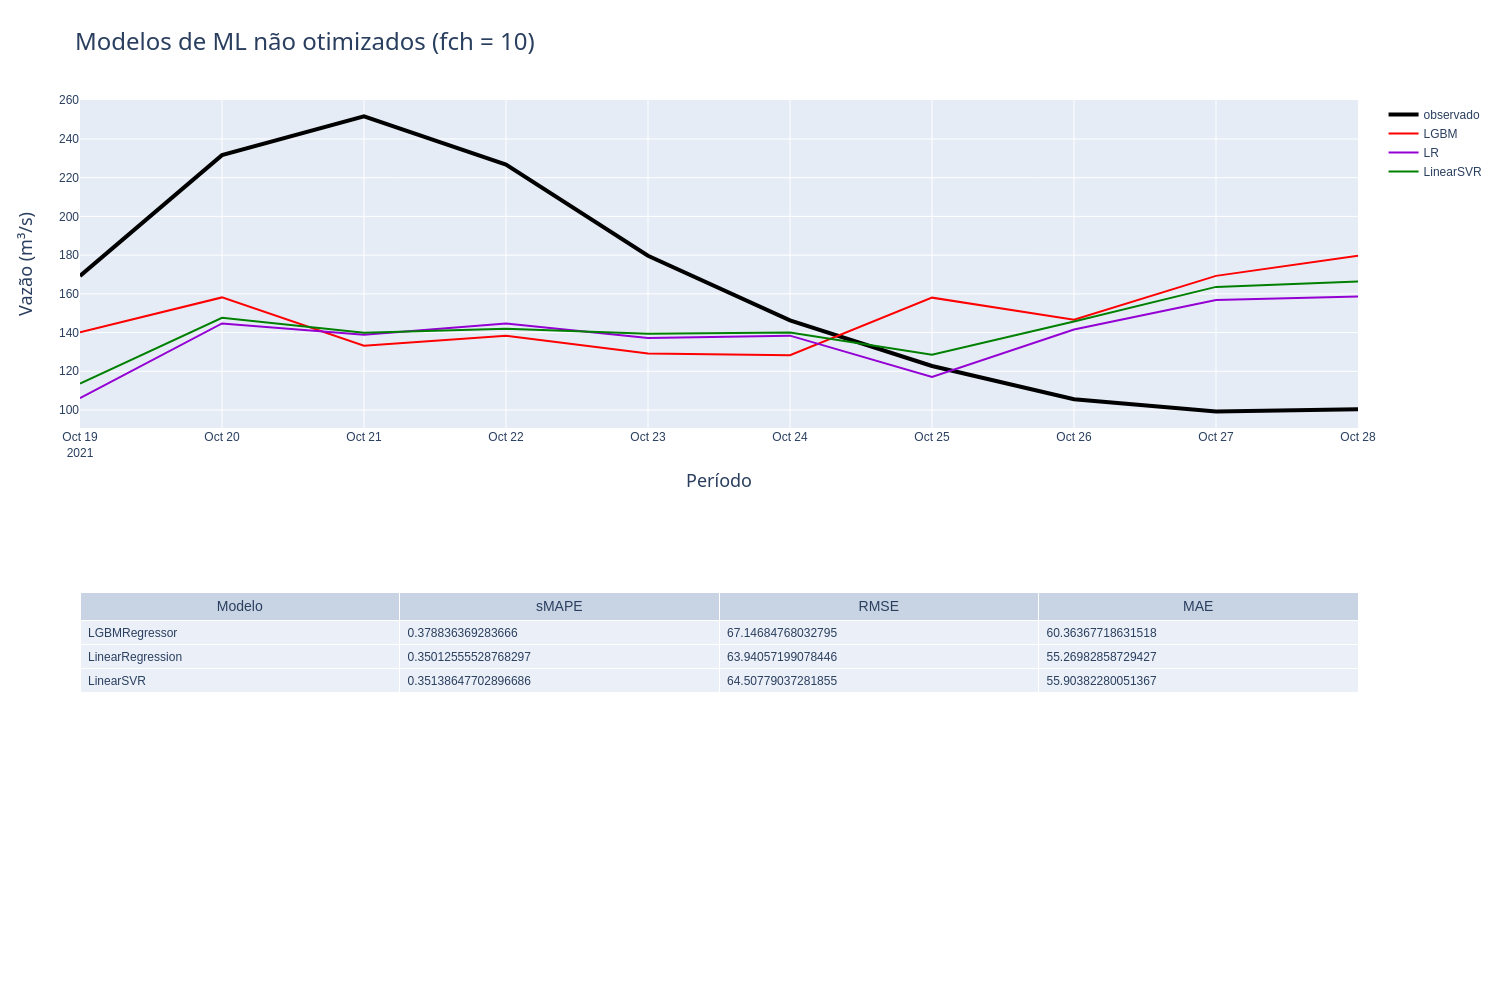 Modelos de ML não otimizados (fch = 10)
260
240
220
200
180
160
140
120
100
Vazão (m³/s)
Oct 19 Oct 20 Oct 21 Oct 22 Oct 23 Oct 24 Oct 25 Oct 26 Oct 27 Oct 28
2021
Período
observado
LGBM
LR
LinearSVR
Modelo sMAPE RMSE MAE
LGBMRegressor 0.378836369283666 67.14684768032795 60.36367718631518
LinearRegression 0.35012555528768297 63.94057199078446 55.26982858729427
LinearSVR 0.35138647702896686 64.50779037281855 55.90382280051367